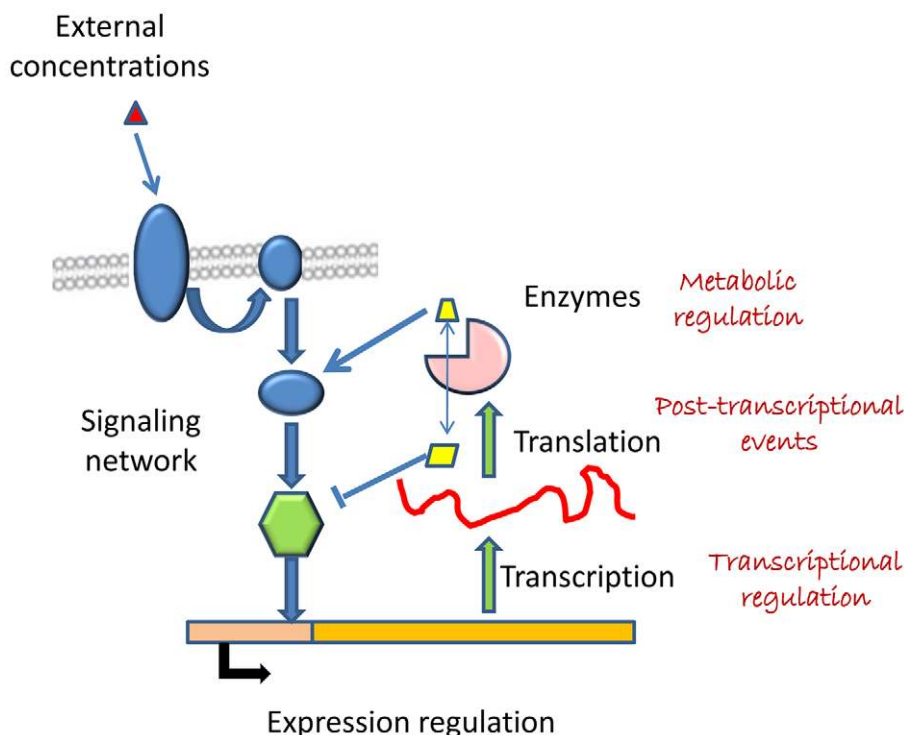 External
concentrations
Enzymes
Metabolic
regulation
Signaling
network
Translation
Post-transcriptional
events
Transcription
Transcriptional
regulation
Expression regulation